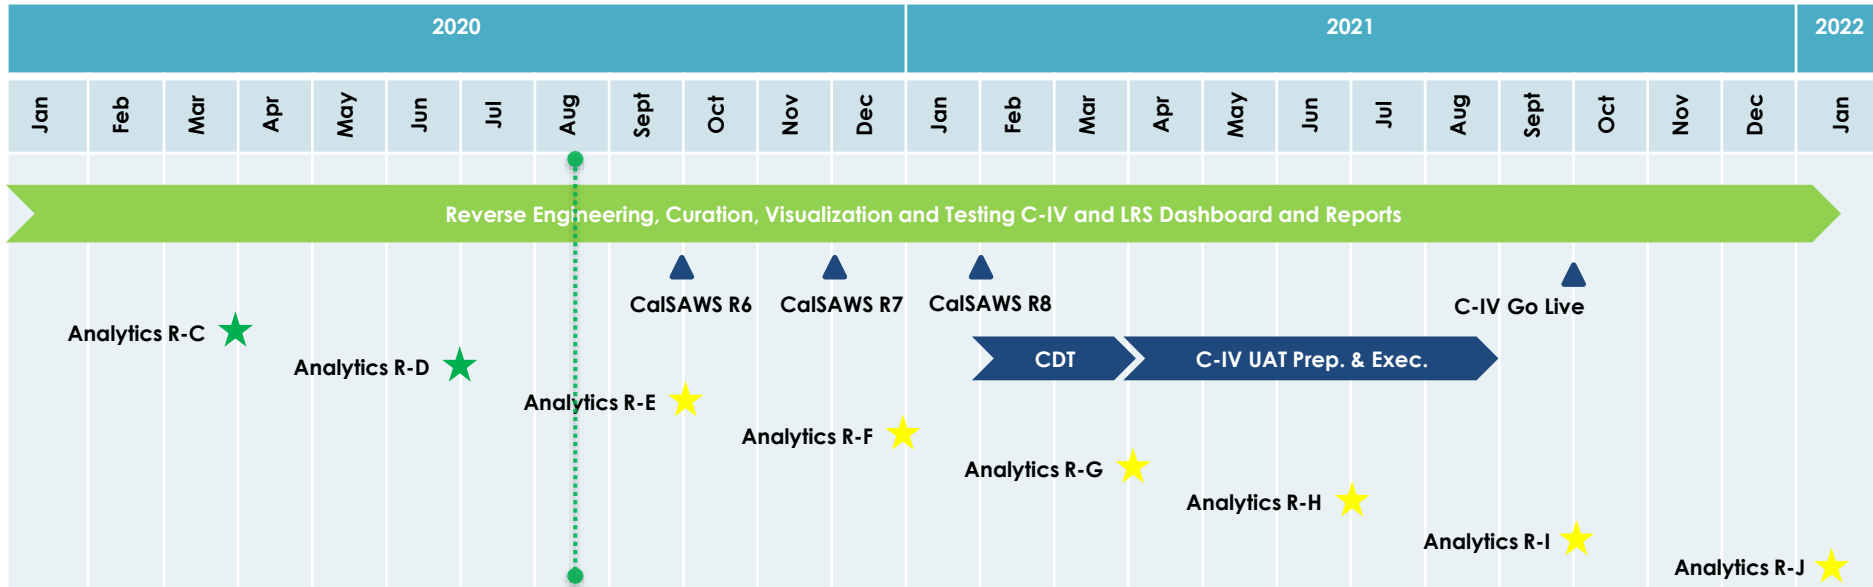 2020 2021 2022
Jan Feb Mar Apr May Jun Jul Aug Sept Oct Nov Dec Jan Feb Mar Apr May Jun Jul Aug Sept Oct Nov Dec Jan
Reverse Engineering, Curation, Visualization and Testing C-IV and LRS Dashboard and Reports
CalSAWS R6 CalSAWS R7 CalSAWS R8 C-IV Go Live
Analytics R-C
CDT C-IV UAT Prep. & Exec.
Analytics R-D
Analytics R-E
Analytics R-F
Analytics R-G
Analytics R-H
Analytics R-I
Analytics R-J